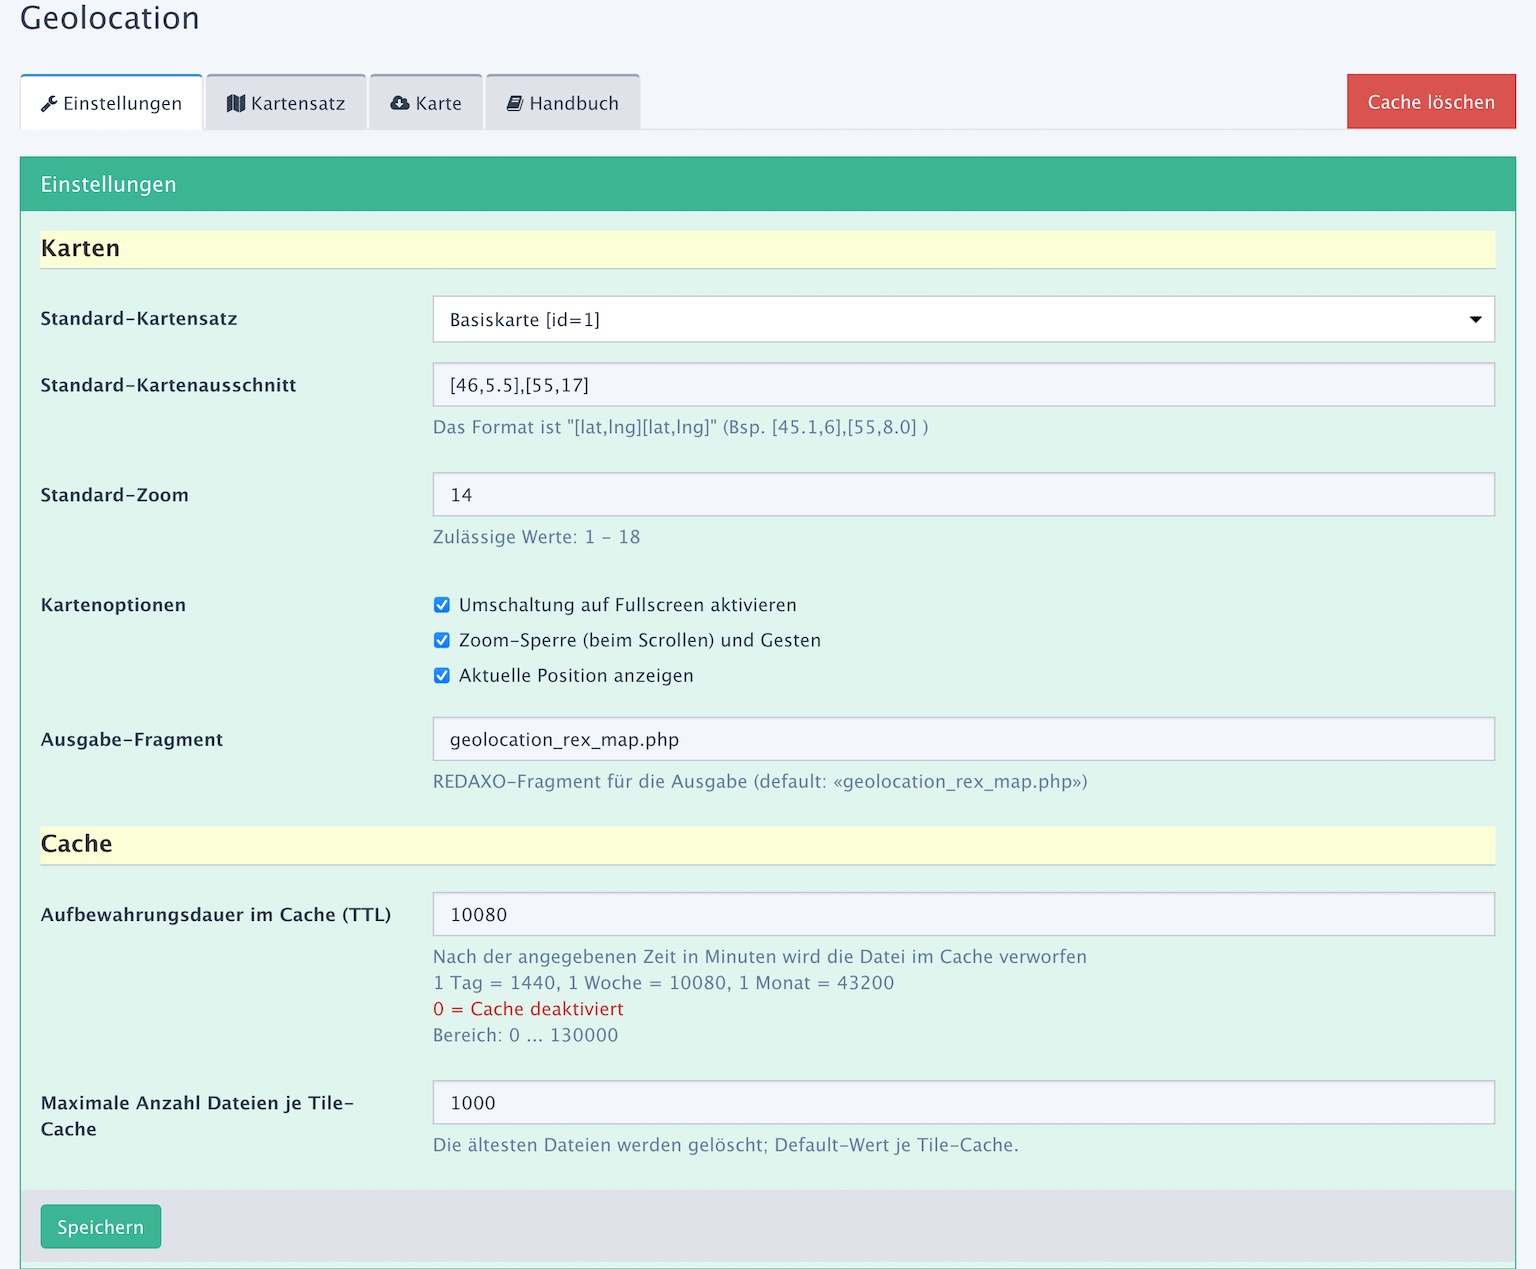 Geolocation
Einstellungen
Kartensatz
Karte
Handbuch
Cache löschen
Einstellungen
Karten
Standard-Kartensatz
Basiskarte [id=1]
Standard-Kartenausschnitt
[46,5.5],[55,17]
Das Format ist "[lat,lng][lat,lng]" (Bsp. [45.1,6],[55,8.0] )
Standard-Zoom
14
Zulässige Werte: 1 - 18
Kartenoptionen
Umschaltung auf Fullscreen aktivieren
Zoom-Sperre (beim Scrollen) und Gesten
Aktuelle Position anzeigen
Ausgabe-Fragment
geolocation_rex_map.php
REDAXO-Fragment für die Ausgabe (default: «geolocation_rex_map.php»)
Cache
Aufbewahrungsdauer im Cache (TTL)
10080
Nach der angegebenen Zeit in Minuten wird die Datei im Cache verworfen
1 Tag = 1440, 1 Woche = 10080, 1 Monat = 43200
0 = Cache deaktiviert
Bereich: 0 ... 130000
Maximale Anzahl Dateien je Tile-
Cache
1000
Die ältesten Dateien werden gelöscht; Default-Wert je Tile-Cache.
Speichern